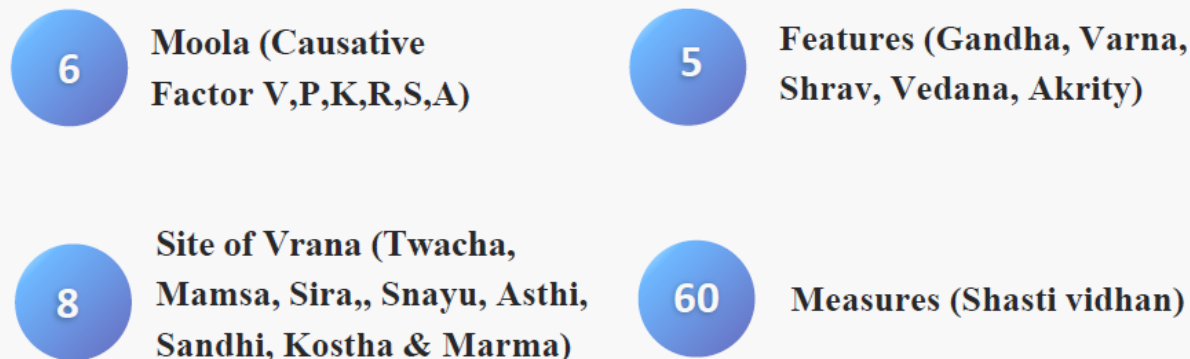 6
Moola (Causative
Factor V,P,K,R,S,A)
5
Features (Gandha, Varna,
Shrav, Vedana, Akrity)
8
Site of Vrana (Twacha,
Mamsa, Sira,, Snayu, Asthi,
Sandhi, Kostha & Marma)
60
Measures (Shasti vidhan)